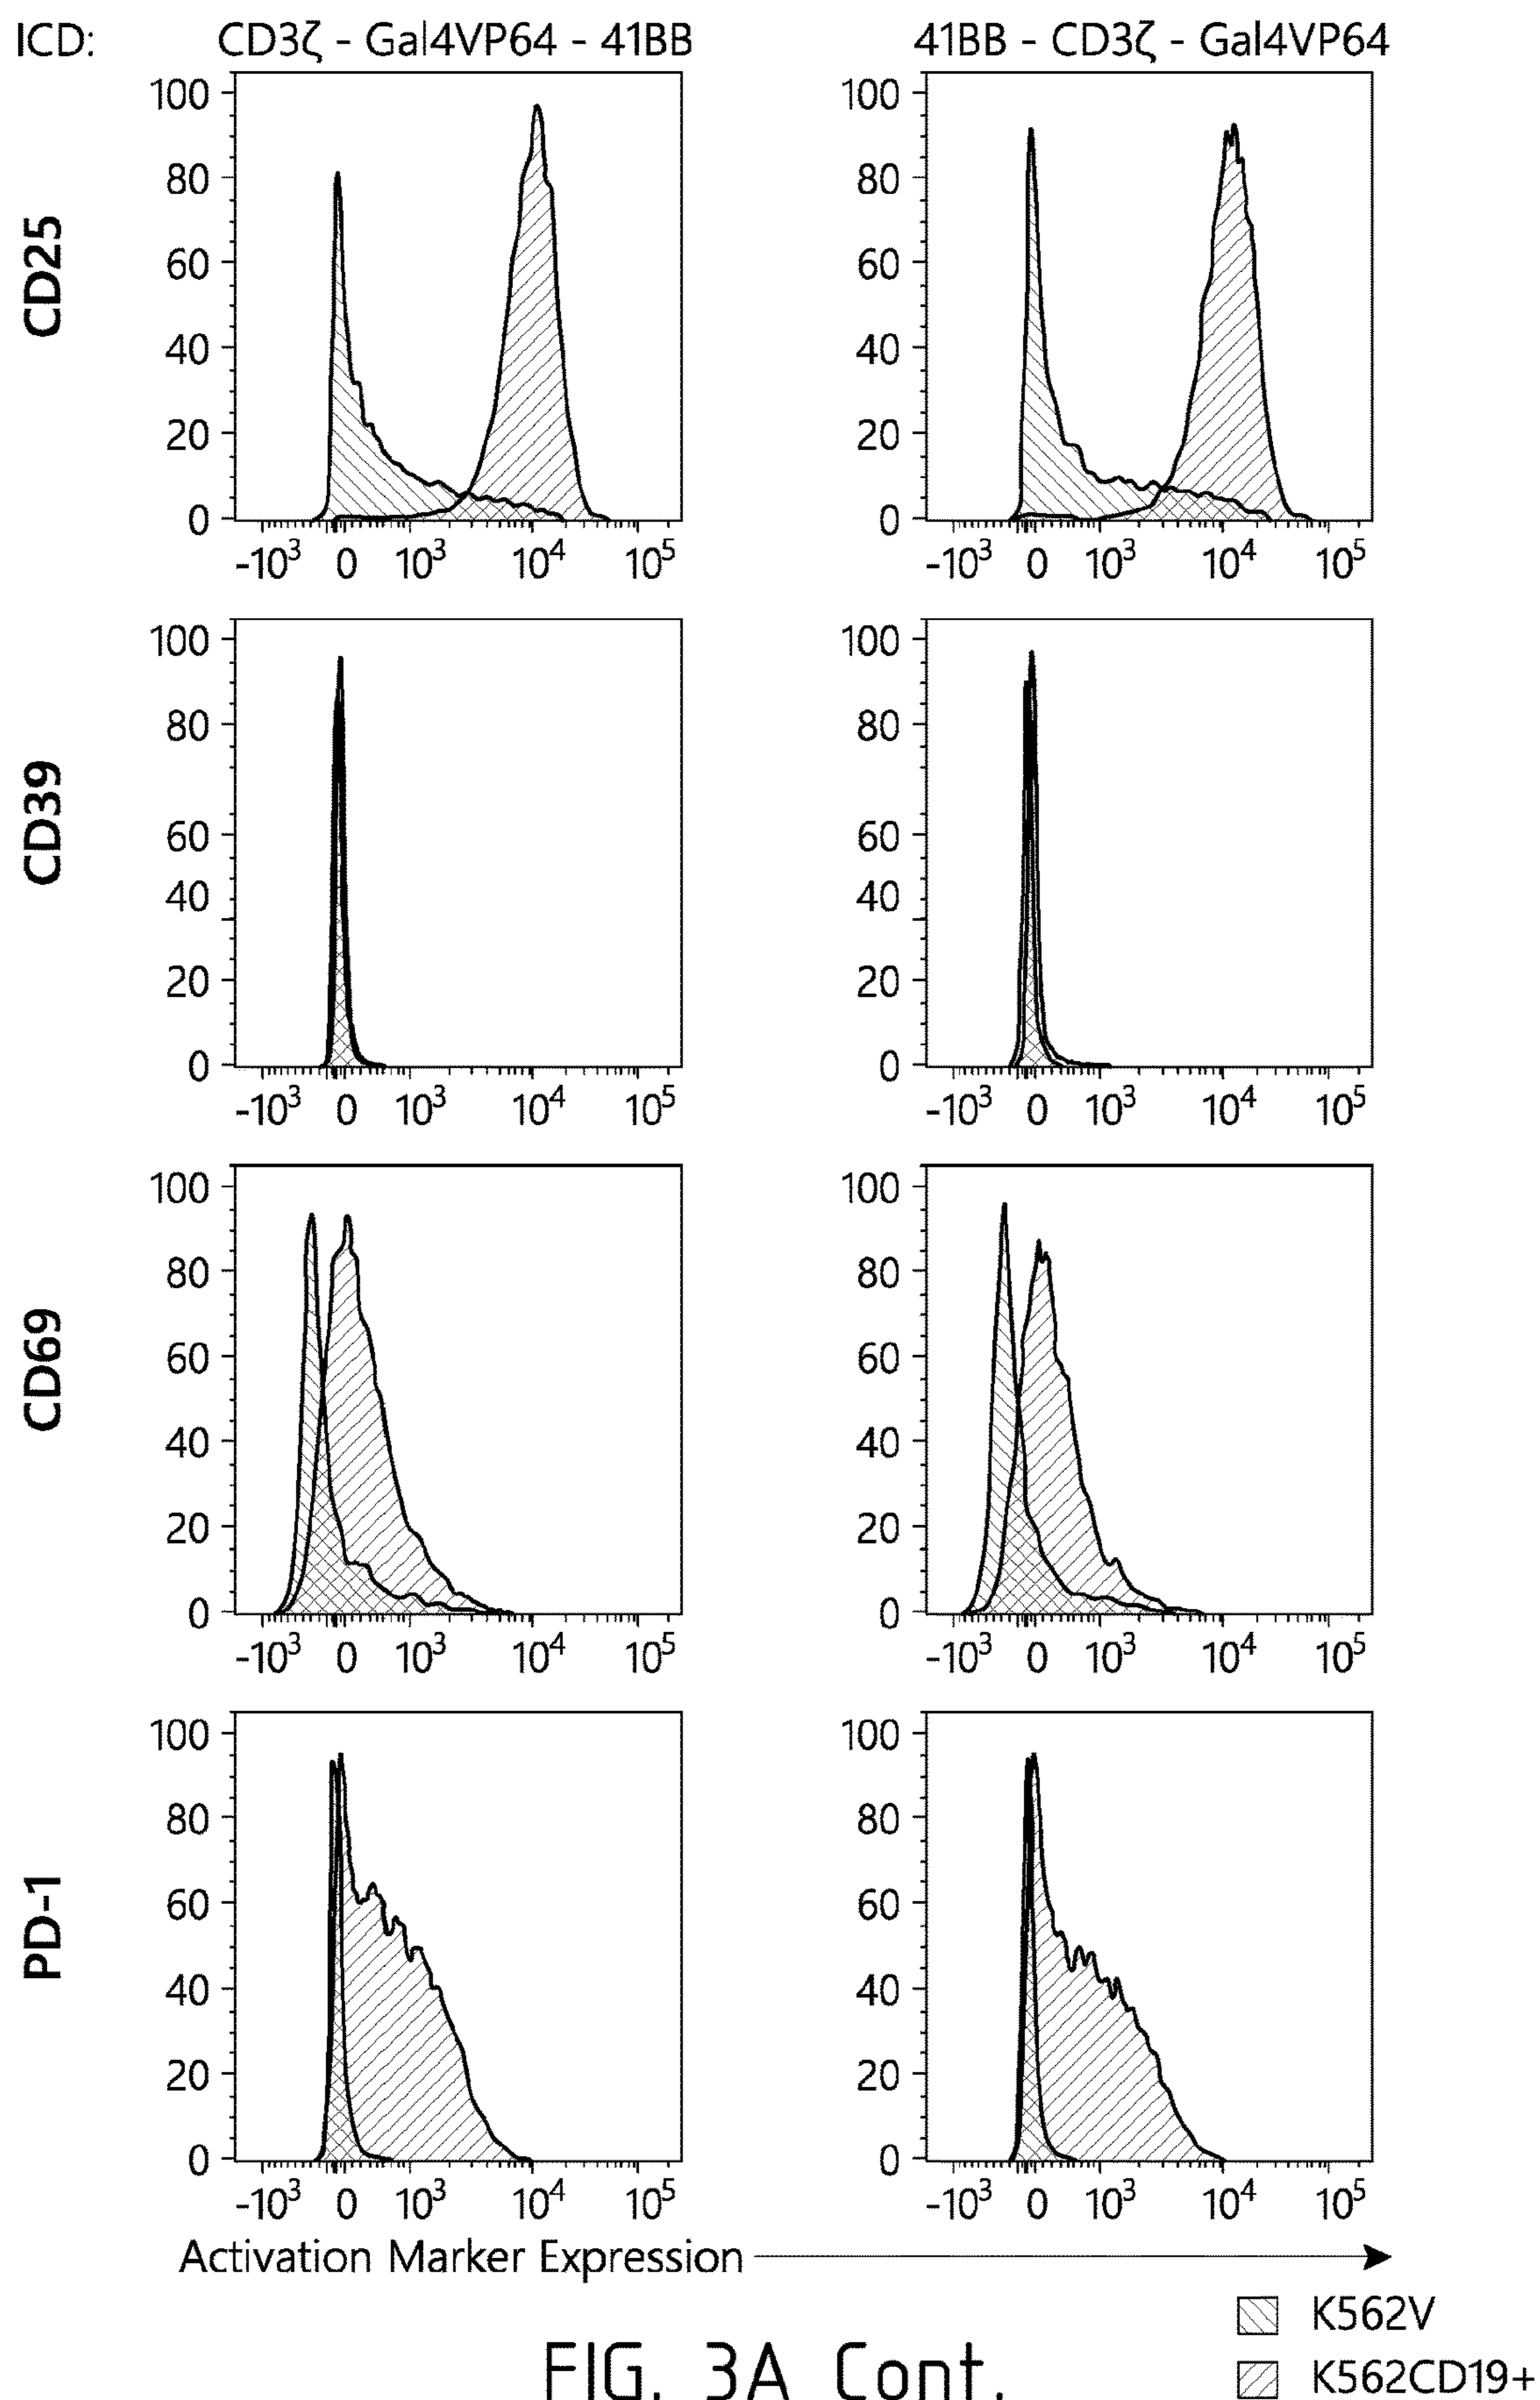 ICD: CD3ζ - Gal4VP64 - 41BB 41BB - CD3ζ - Gal4VP64
CD25
100 80 60 40 20 0
-10³ 0 10³ 10⁴ 10⁵
100 80 60 40 20 0
-10³ 0 10³ 10⁴ 10⁵
CD39
100 80 60 40 20 0
-10³ 0 10³ 10⁴ 10⁵
100 80 60 40 20 0
-10³ 0 10³ 10⁴ 10⁵
CD69
100 80 60 40 20 0
-10³ 0 10³ 10⁴ 10⁵
100 80 60 40 20 0
-10³ 0 10³ 10⁴ 10⁵
PD-1
100 80 60 40 20 0
-10³ 0 10³ 10⁴ 10⁵
100 80 60 40 20 0
-10³ 0 10³ 10⁴ 10⁵
Activation Marker Expression
K562V
K562CD19+
FIG. 3A Cont.